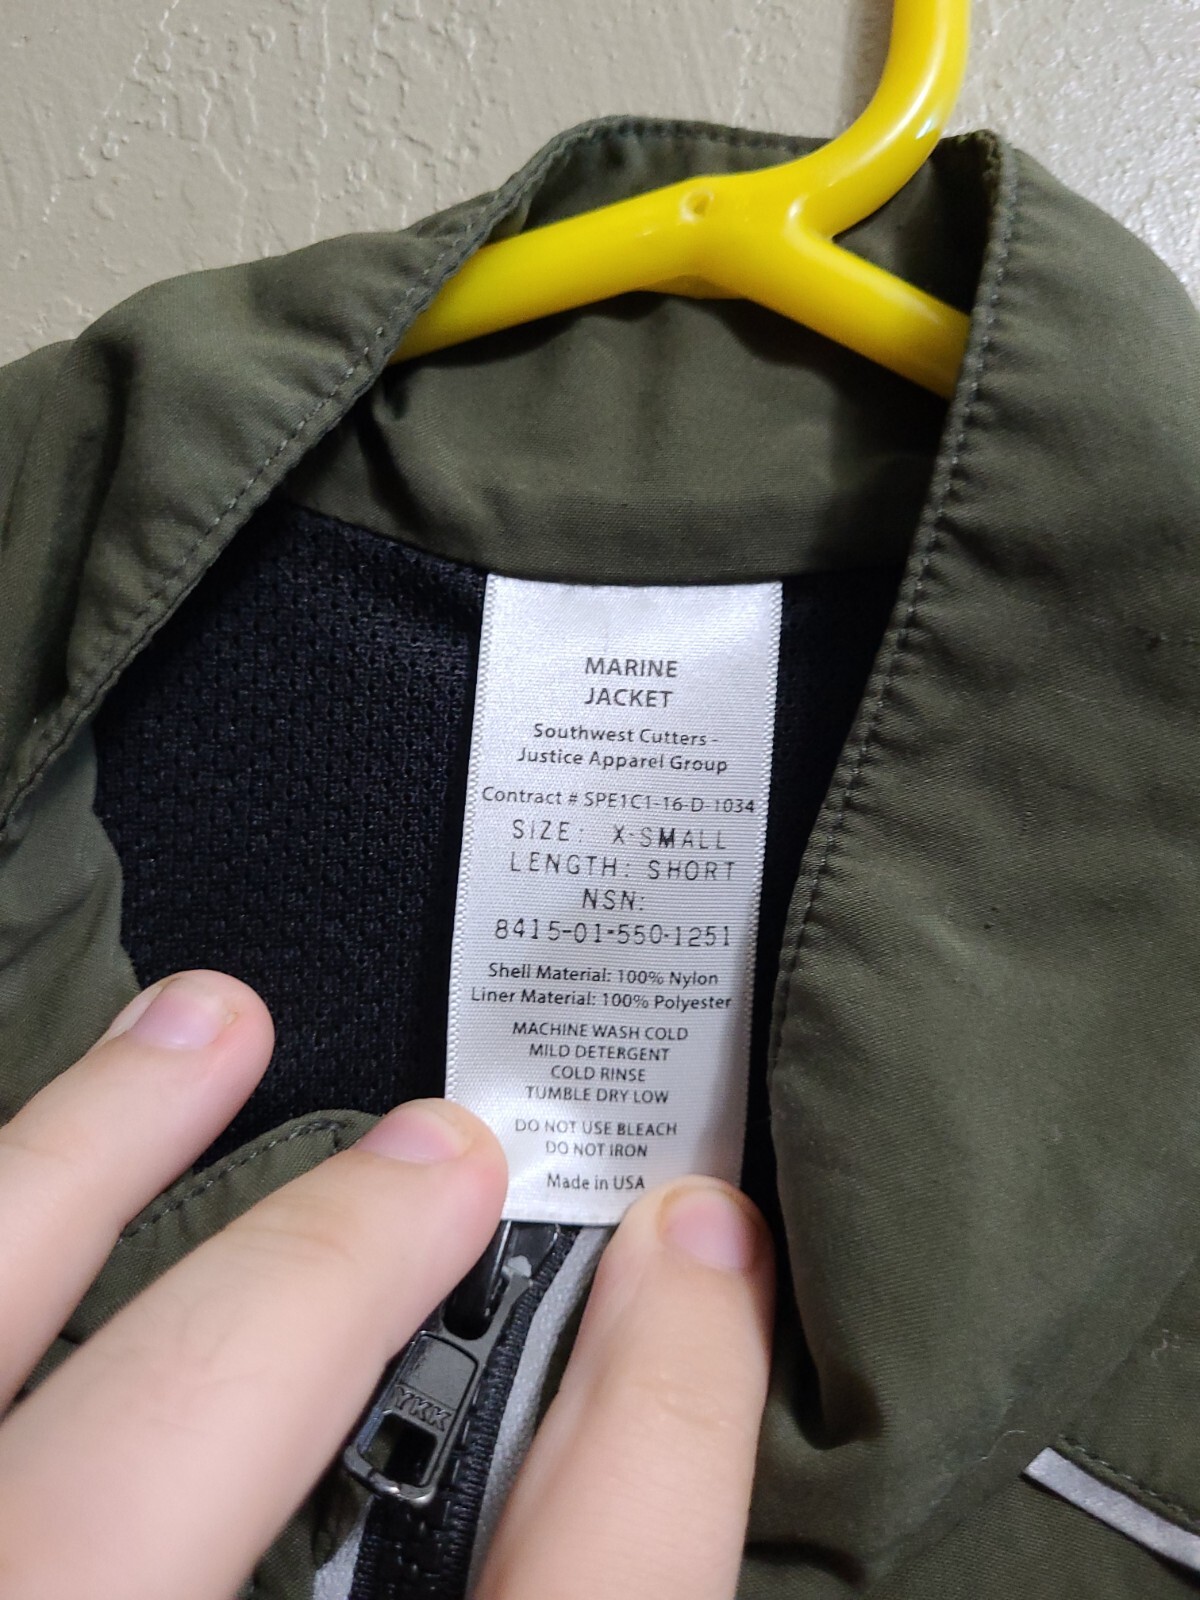 MARINE
JACKET
Southwest Cutters -
Justice Apparel Group
Contract # SPE1C1-16-D-1034
SIZE: X-SMALL
LENGTH: SHORT
NSN:
8415-01-550-1251
Shell Material: 100% Nylon
Liner Material: 100% Polyester
MACHINE WASH COLD
MILD DETERGENT
COLD RINSE
TUMBLE DRY LOW
DO NOT USE BLEACH
DO NOT IRON
Made in USA
YKK